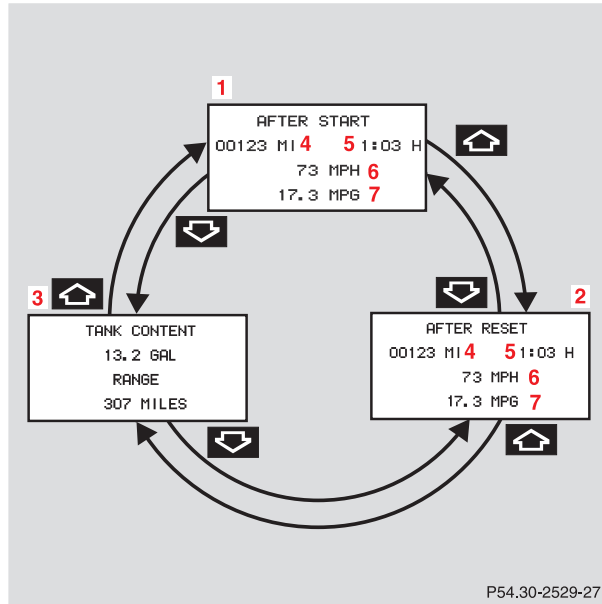 1
AFTER START
00123 MI 4 5 1:03 H
73 MPH 6
17.3 MPG 7
3
TANK CONTENT
13.2 GAL
RANGE
307 MILES
2
AFTER RESET
00123 MI 4 5 1:03 H
73 MPH 6
17.3 MPG 7
P54.30-2529-27